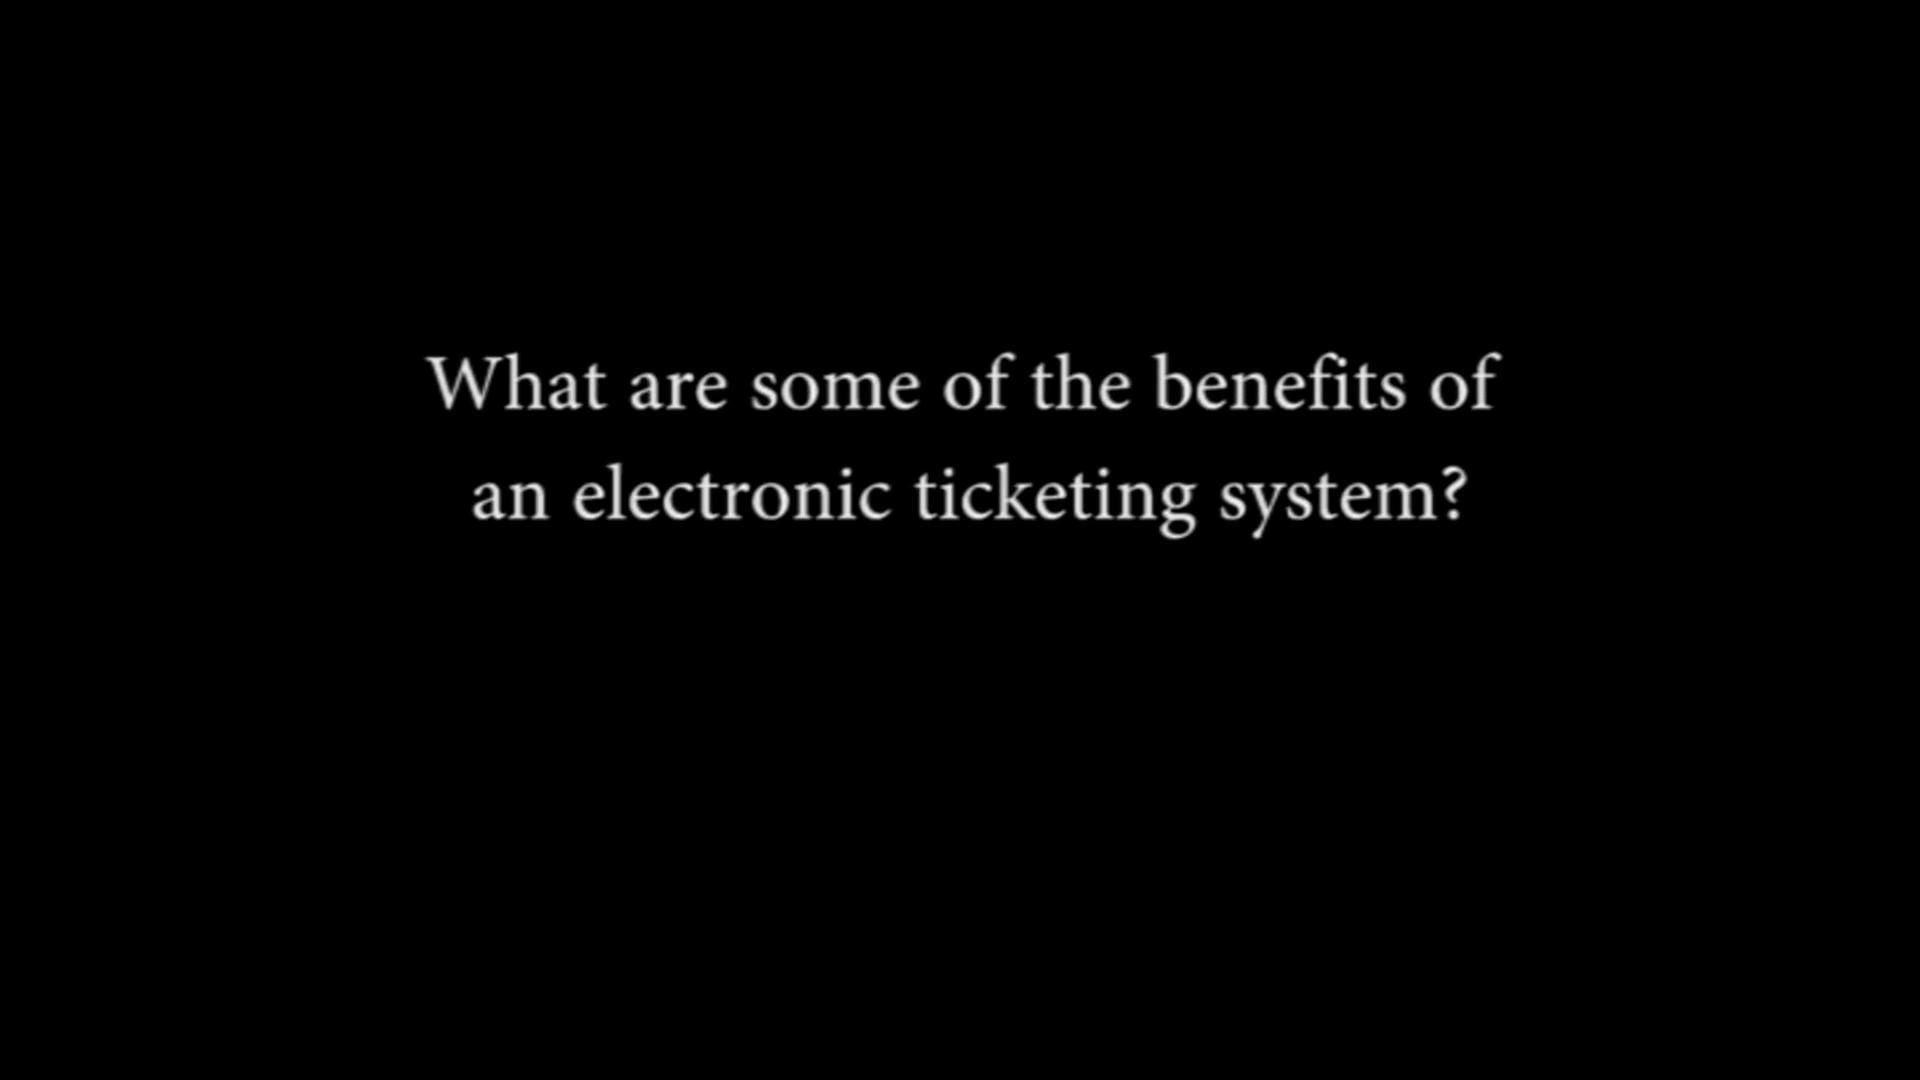 What are some of the benefits of
an electronic ticketing system?